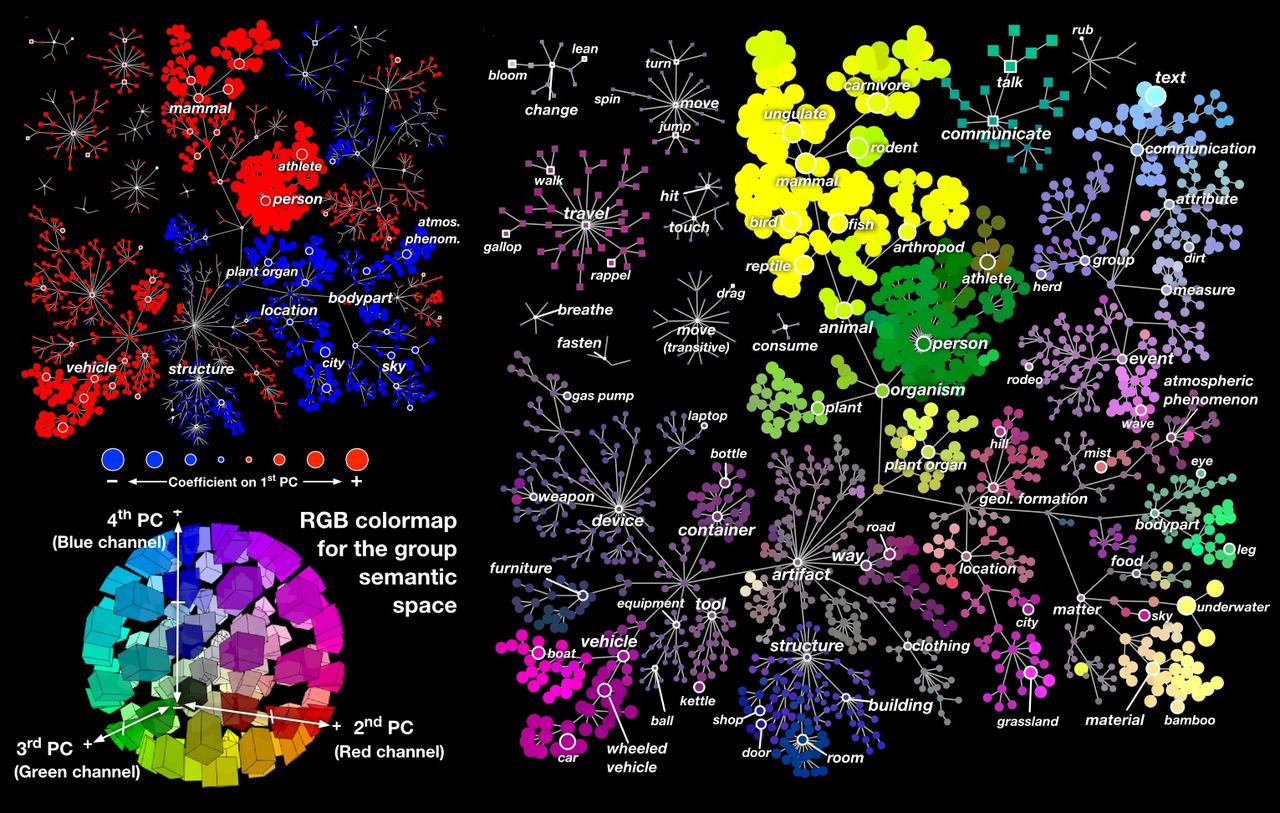 mammal
athlete
person
atmos.
phenom.
plant organ
location
bodypart
city
sky
vehicle
structure
− Coefficient on 1st PC +
4th PC +
(Blue channel)
RGB colormap
for the group
semantic
space
+ 2nd PC
(Red channel)
3rd PC +
(Green channel)
lean
bloom
change
turn
spin
move
jump
rub
talk
communicate
text
communication
carnivore
ungulate
rodent
mammal
walk
travel
gallop
rappel
hit
touch
bird
fish
arthropod
reptile
athlete
attribute
dirt
group
herd
measure
drag
breathe
move
(transitive)
fasten
consume
animal
person
event
rodeo
atmospheric
phenomenon
wave
organism
plant
gas pump
laptop
bottle
plant organ
hill
mist
eye
geol. formation
weapon
device
container
road
way
bodypart
leg
furniture
artifact
location
food
equipment
tool
matter
underwater
city
sky
vehicle
boat
structure
clothing
kettle
building
ball
shop
grassland
material
bamboo
car
wheeled
vehicle
door
room